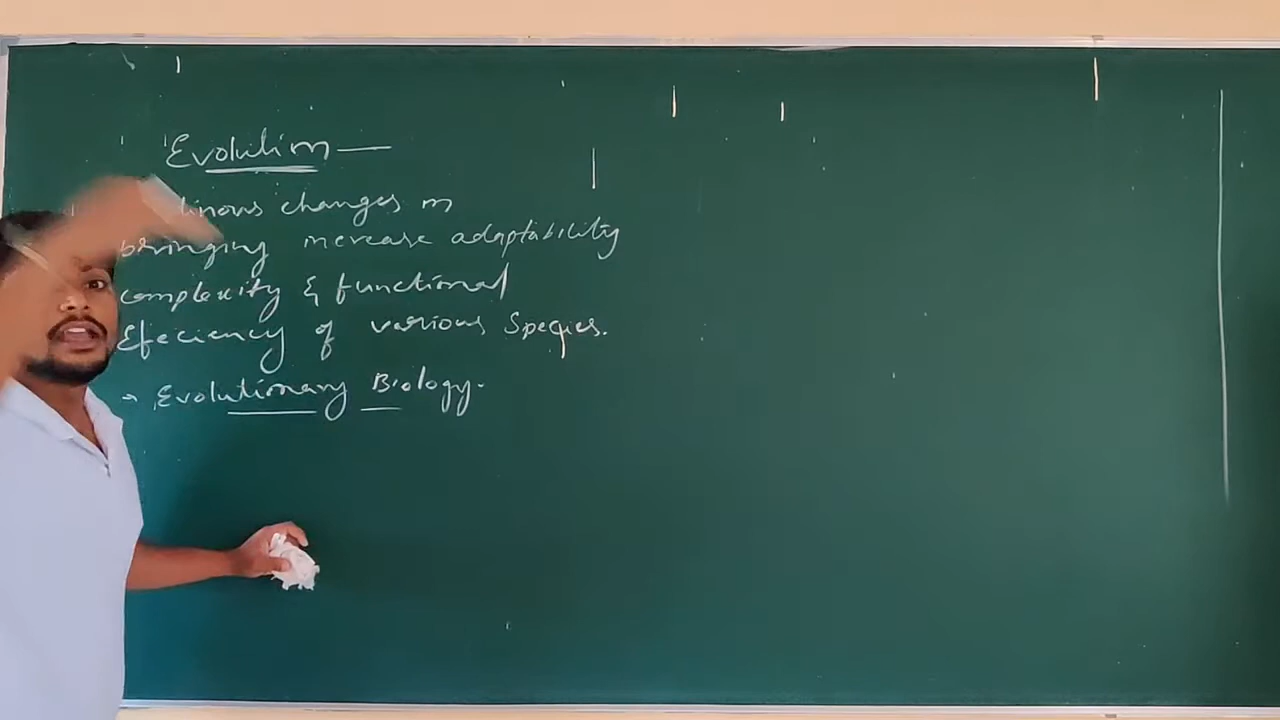 Evolution —
changes in
bringing increase adaptability
complexity & functional
Efeciency of various Species.
→ Evolutionary Biology.